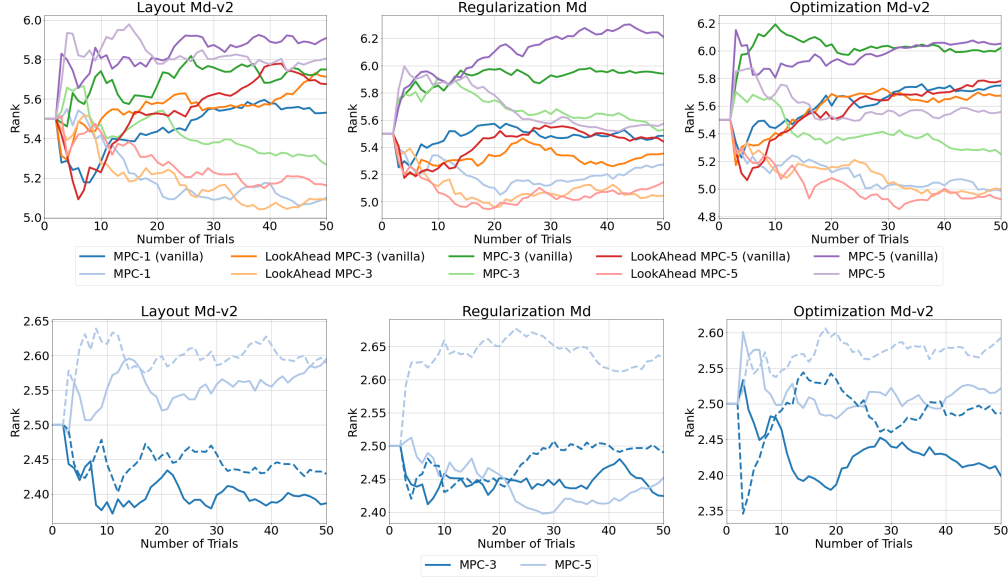 Layout Md-v2
Regularization Md
Optimization Md-v2
6.0
5.8
5.6
5.4
5.2
5.0
Rank
0 10 20 30 40 50
Number of Trials
6.2
6.0
5.8
5.6
5.4
5.2
5.0
Rank
0 10 20 30 40 50
Number of Trials
6.2
6.0
5.8
5.6
5.4
5.2
5.0
4.8
Rank
0 10 20 30 40 50
Number of Trials
MPC-1 (vanilla) LookAhead MPC-3 (vanilla) MPC-3 (vanilla) LookAhead MPC-5 (vanilla) MPC-5 (vanilla)
MPC-1 LookAhead MPC-3 MPC-3 LookAhead MPC-5 MPC-5
Layout Md-v2
Regularization Md
Optimization Md-v2
2.65
2.60
2.55
2.50
2.45
2.40
Rank
0 10 20 30 40 50
Number of Trials
2.65
2.60
2.55
2.50
2.45
2.40
Rank
0 10 20 30 40 50
Number of Trials
2.60
2.55
2.50
2.45
2.40
2.35
Rank
0 10 20 30 40 50
Number of Trials
MPC-3 MPC-5